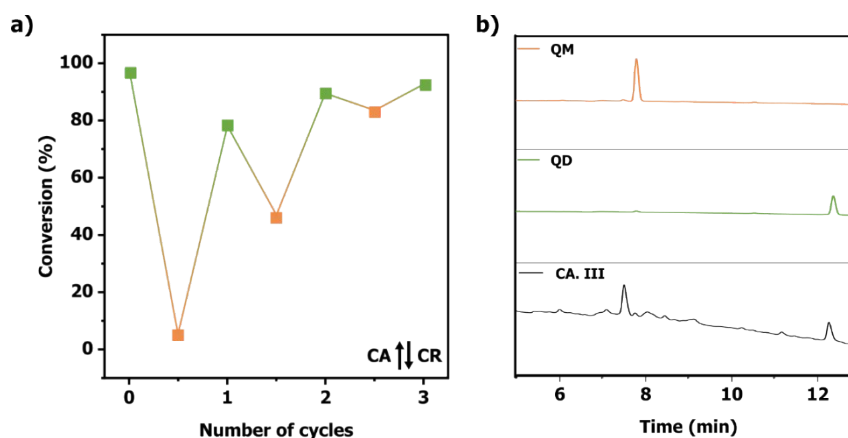 a)
Conversion (%)
100
80
60
40
20
0
CA ↑↓ CR
0 1 2 3
Number of cycles
b)
QM
QD
CA. III
6 8 10 12
Time (min)